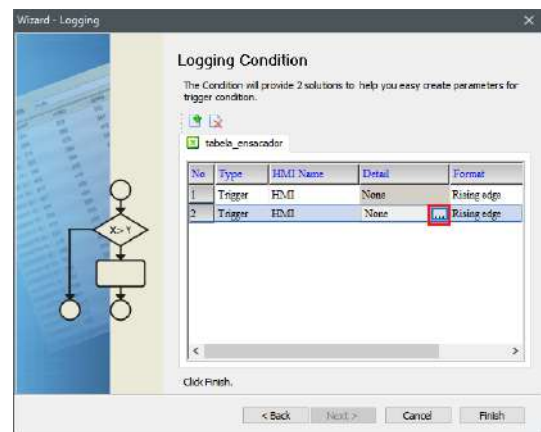 Wizard - Logging
Logging Condition
The Condition will provide 2 solutions to help you easy create parameters for
trigger condition.
tabela_ensacador
No Type HMI Name Detail Format
1 Trigger HMI None Rising edge
2 Trigger HMI None ... Rising edge
X> Y
Click Finish.
< Back Next > Cancel Finish